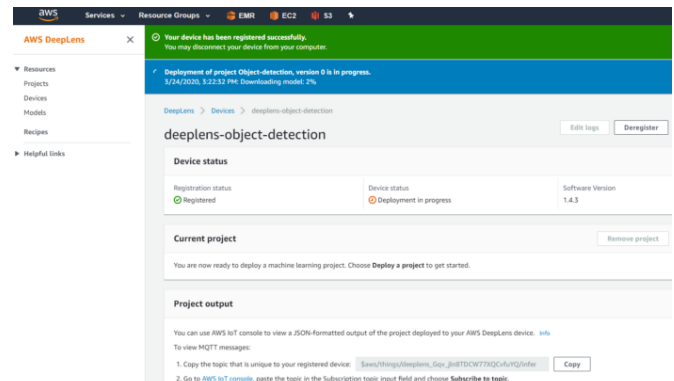 aws Services Resource Groups EMR EC2 S3
AWS DeepLens
Your device has been registered successfully.
You may disconnect your device from your computer.
Resources
Projects
Devices
Models
Recipes
Helpful links
Deployment of project Object-detection, version 0 is in progress.
3/24/2020, 3:22:32 PM: Downloading model: 2%
DeepLens > Devices > deeplens-object-detection
deeplens-object-detection
Edit logs Deregister
Device status
Registration status Device status Software Version
Registered Deployment in progress 1.4.3
Current project Remove project
You are now ready to deploy a machine learning project. Choose Deploy a project to get started.
Project output
You can use AWS IoT console to view a JSON-formatted output of the project deployed to your AWS DeepLens device. Info
To view MQTT messages:
1. Copy the topic that is unique to your registered device: Copy
2. Go to AWS IoT console, paste the topic in the Subscription topic input field and choose Subscribe to topic.